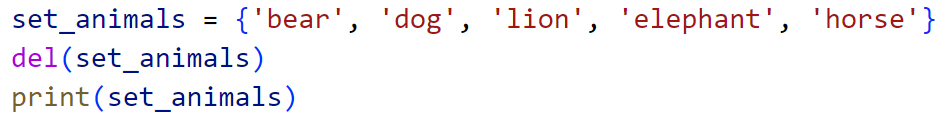 set_animals = {'bear', 'dog', 'lion', 'elephant', 'horse'}
del(set_animals)
print(set_animals)